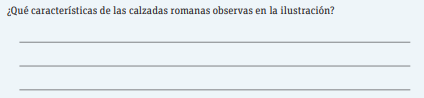 ¿Qué características de las calzadas romanas observas en la ilustración?